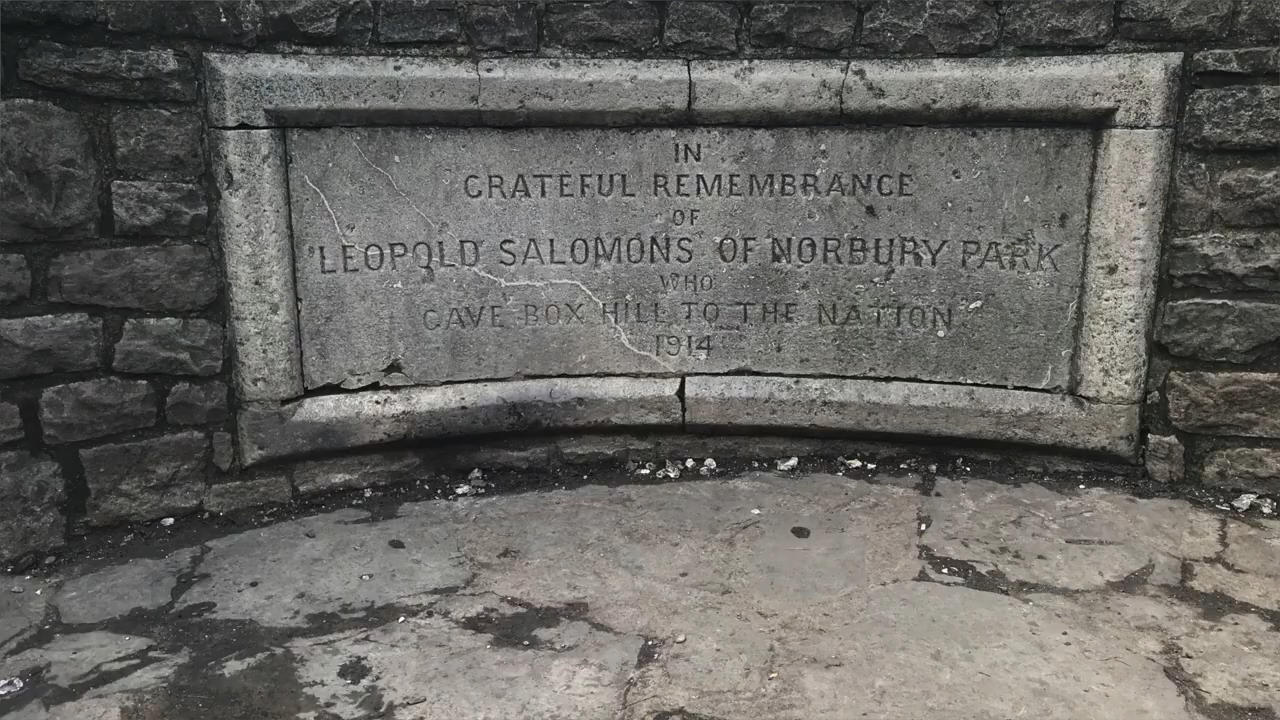 IN
GRATEFUL REMEMBRANCE
OF
LEOPOLD SALOMONS OF NORBURY PARK
WHO
GAVE BOX HILL TO THE NATION
1914